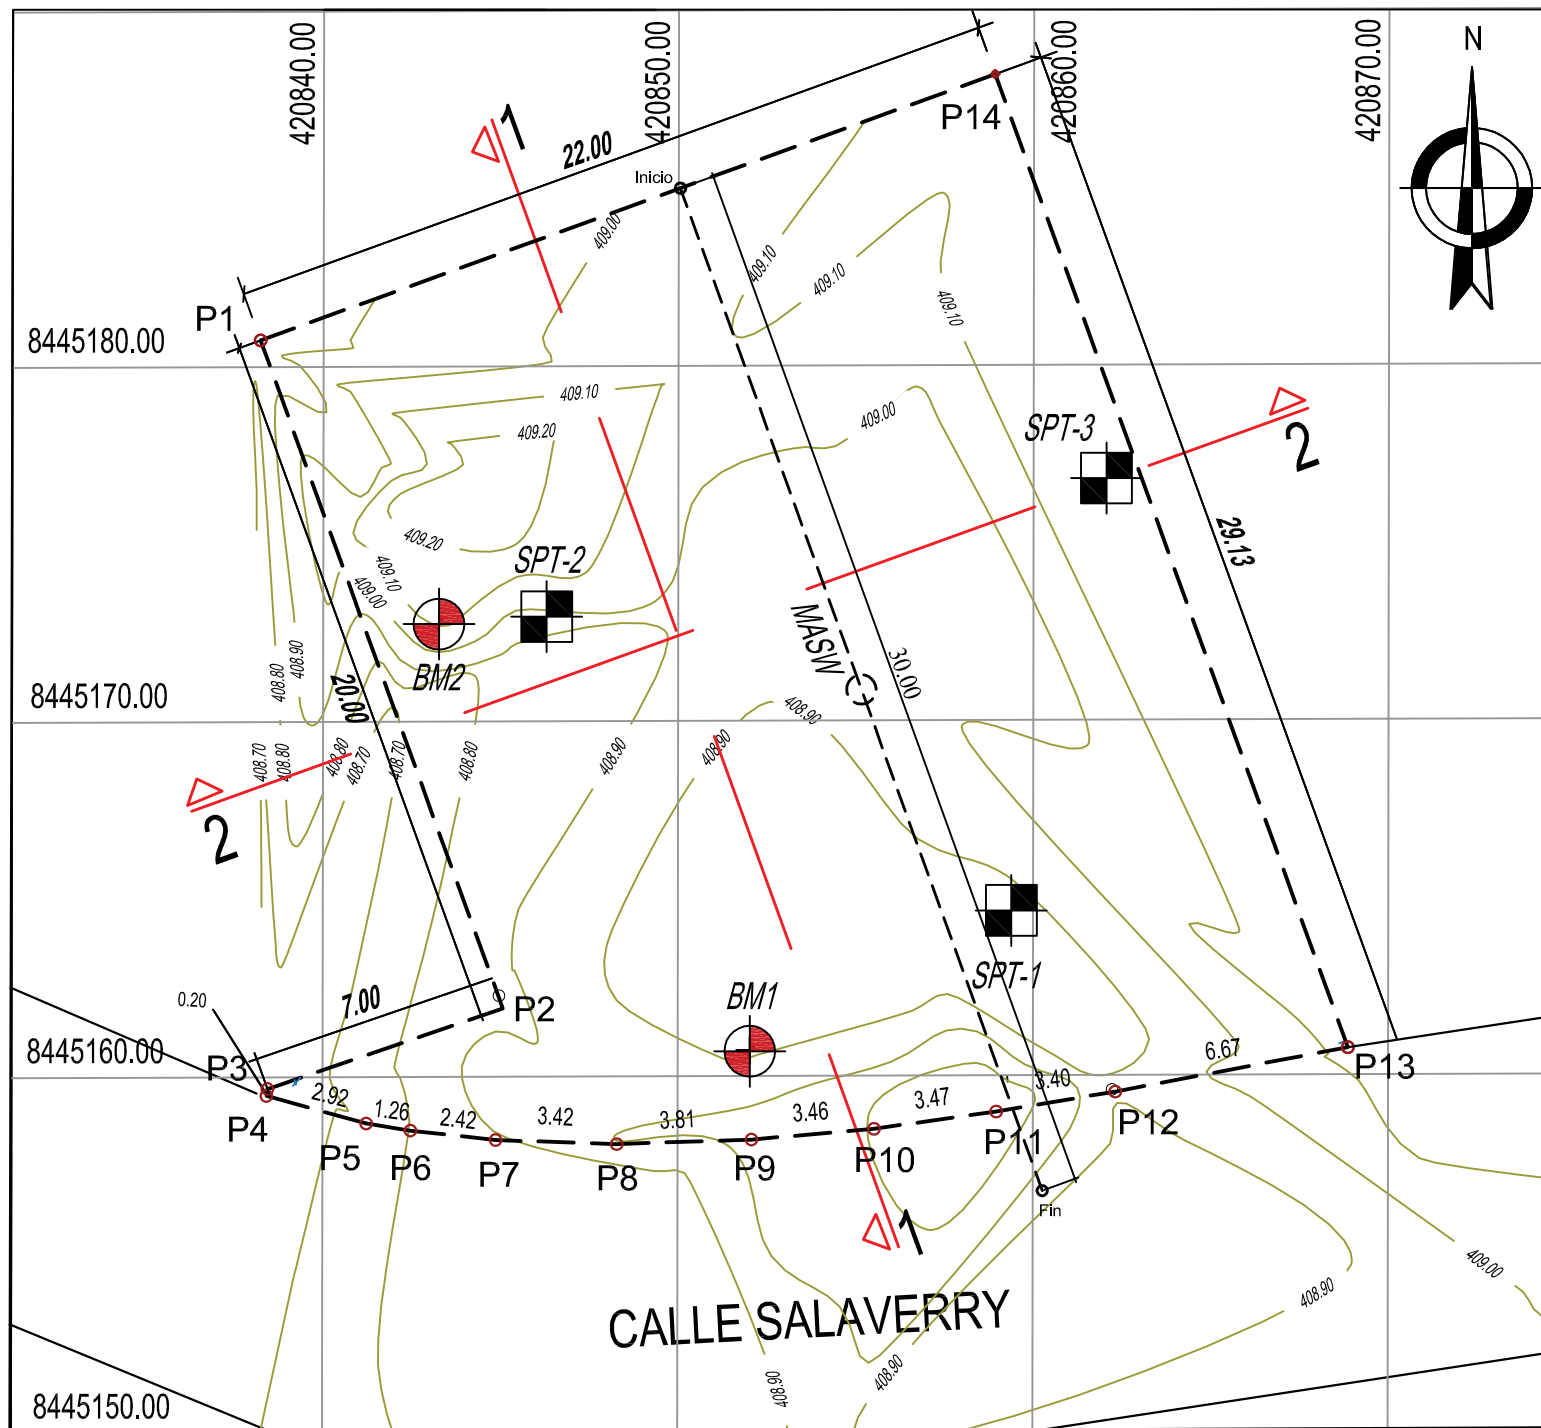 420840.00
420850.00
420860.00
420870.00
N
1
22.00
P14
Inicio
409.00
409.10
409.10
409.10
P1
8445180.00
409.10
409.20
409.00
SPT-3
2
29.13
409.20
SPT-2
409.10
409.00
BM2
MASW
30.00
408.80
408.90
20.00
8445170.00
408.90
408.90
408.70
408.80
408.80
408.70
408.70
408.80
408.90
2
SPT-1
BM1
0.20
7.00
P2
8445160.00
P3
P4
2.92
1.26
2.42
3.42
3.81
3.46
3.47
3.40
6.67
P13
P12
P5
P6
P7
P8
P9
P10
P11
Fin
1
409.00
408.90
CALLE SALAVERRY
408.90
408.90
8445150.00